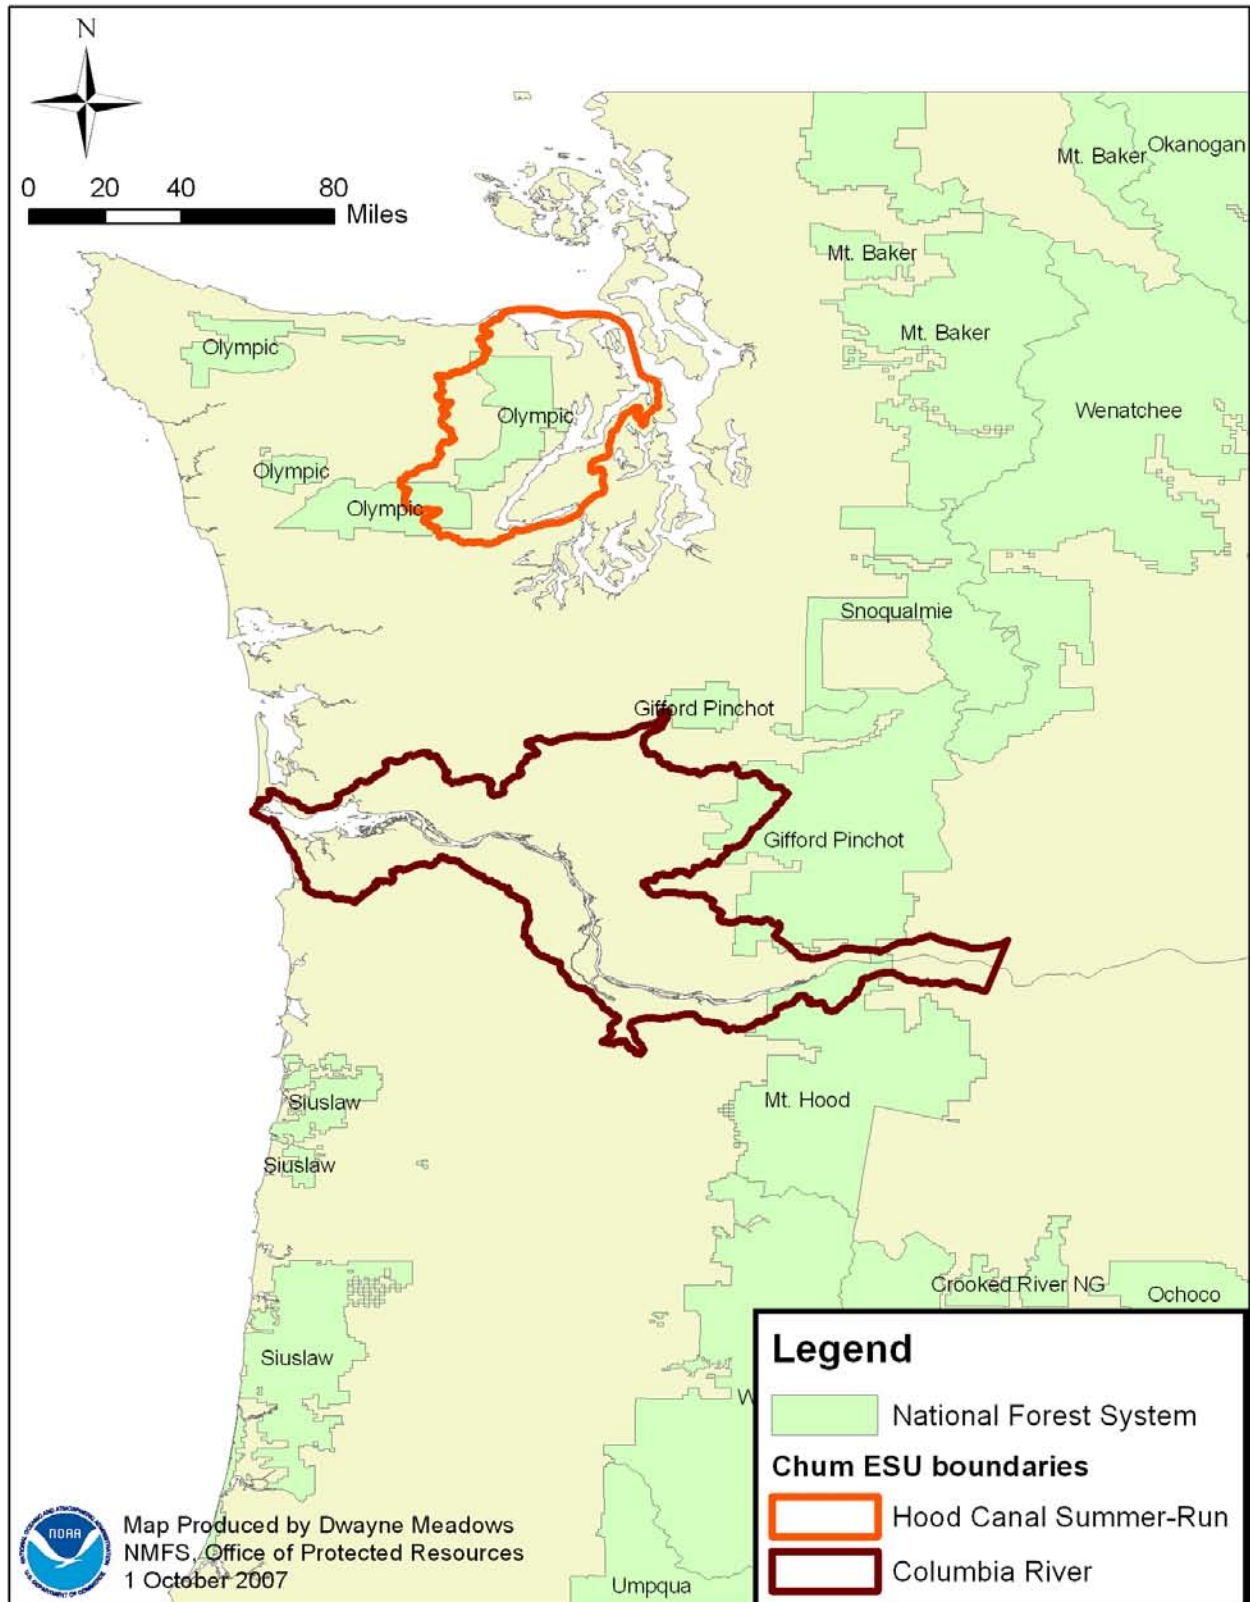 N
0 20 40 80
Miles
Mt. Baker
Okanogan
Mt. Baker
Olympic
Mt. Baker
Olympic
Wenatchee
Olympic
Olympic
Snoqualmie
Gifford Pinchot
Gifford Pinchot
Siuslaw
Mt. Hood
Siuslaw
Crooked River NG
Ochoco
Siuslaw
W
Umpqua
Legend
National Forest System
Chum ESU boundaries
Hood Canal Summer-Run
Columbia River
NOAA
Map Produced by Dwayne Meadows
NMFS, Office of Protected Resources
1 October 2007